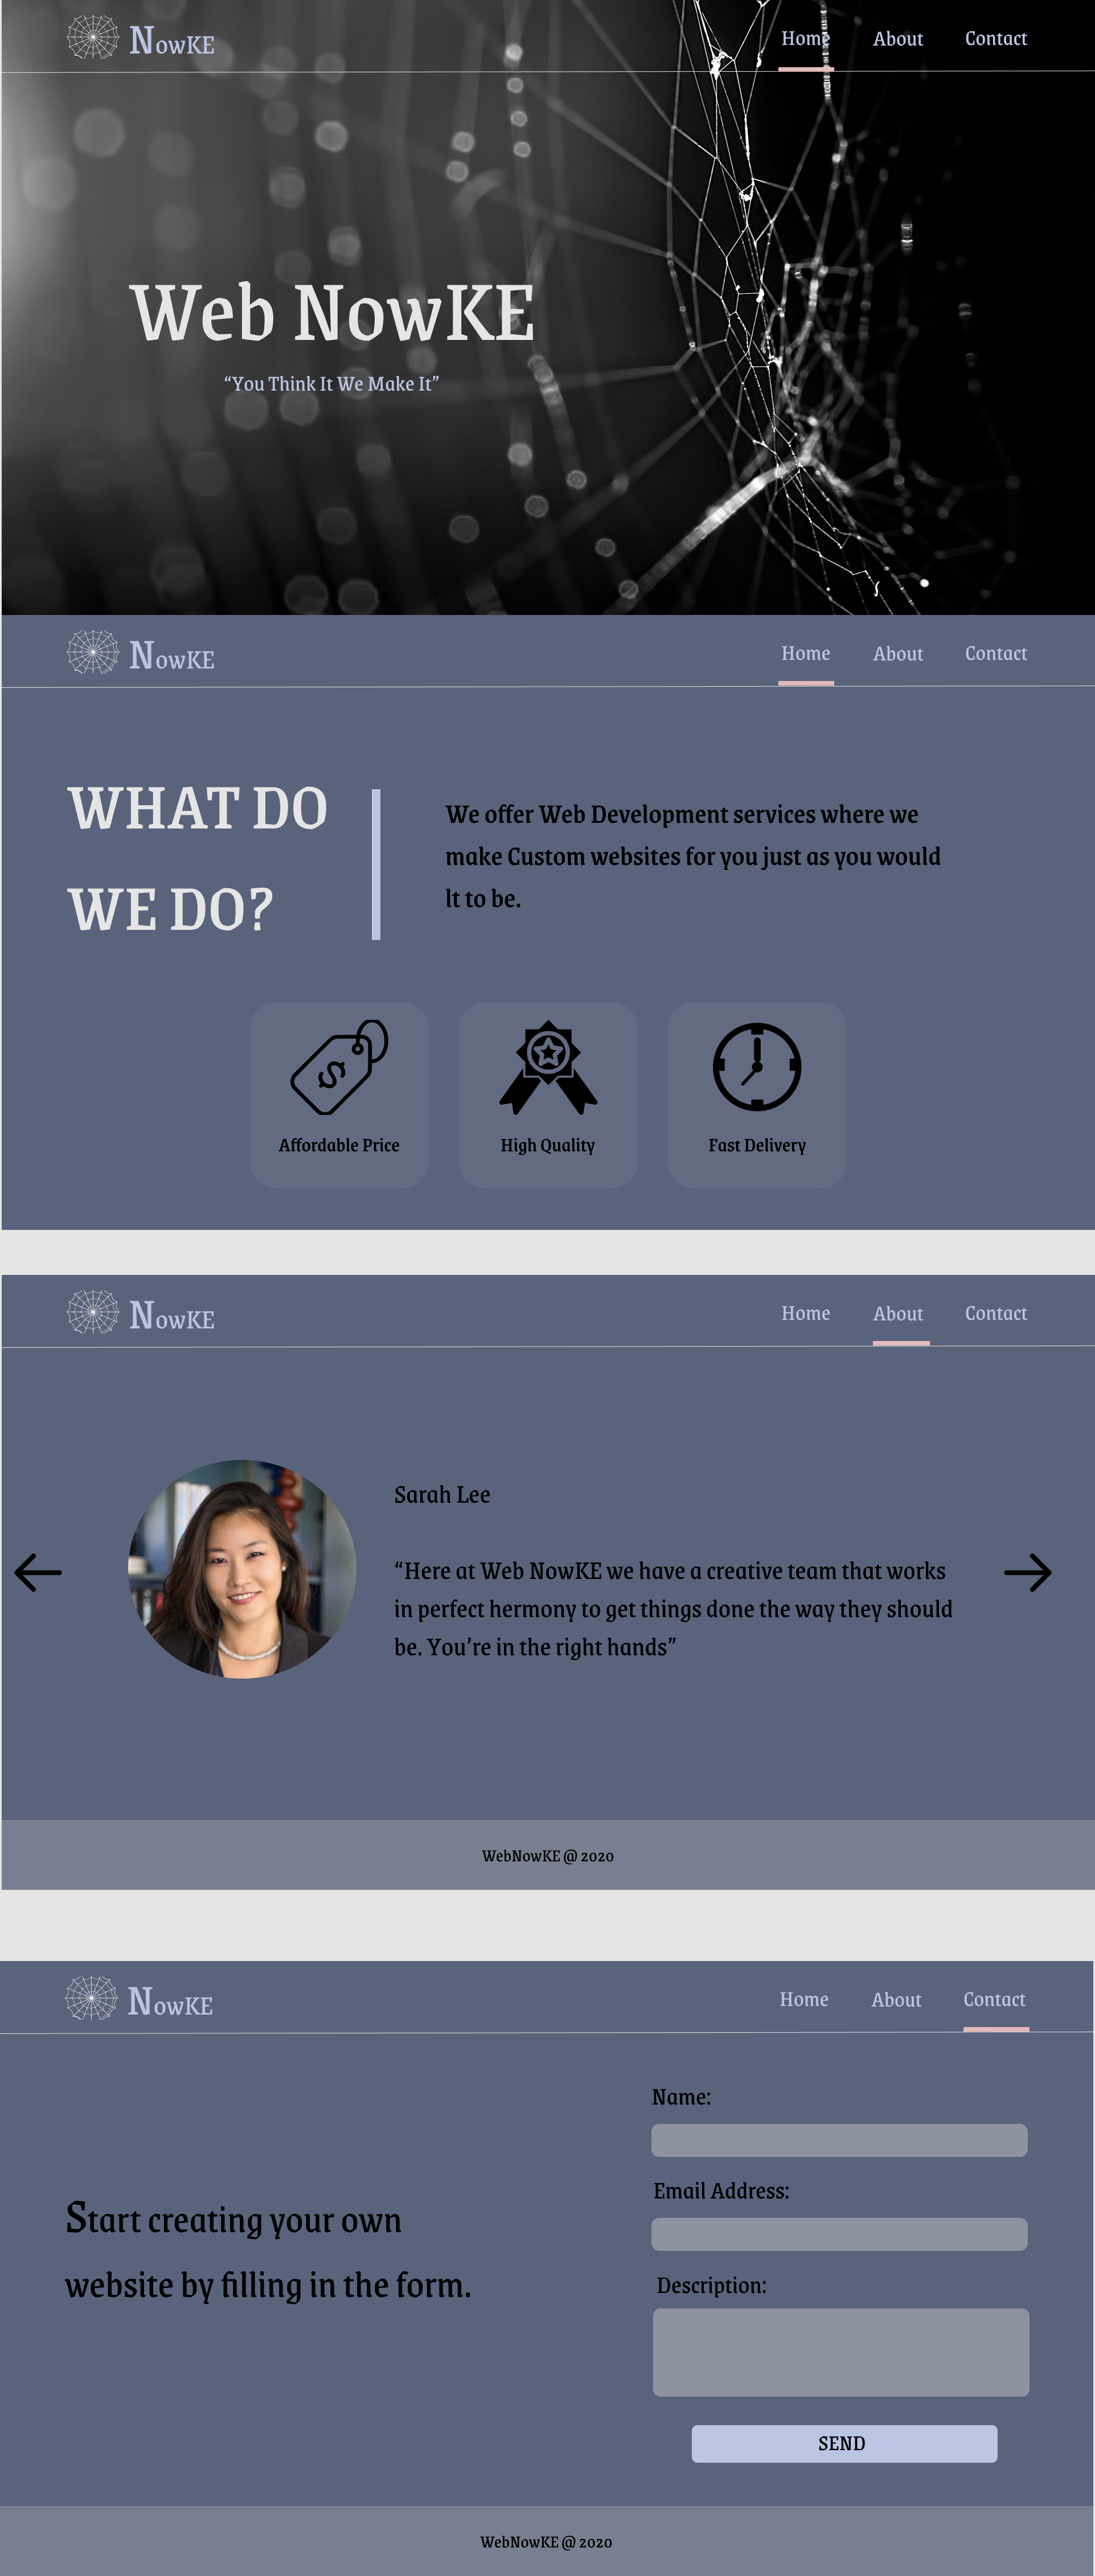 NowKE Home About Contact
Web NowKE
“You Think It We Make It”
NowKE Home About Contact
WHAT DO
WE DO?
We offer Web Development services where we
make Custom websites for you just as you would
lt to be.
Affordable Price High Quality Fast Delivery
NowKE Home About Contact
Sarah Lee
“Here at Web NowKE we have a creative team that works
in perfect hermony to get things done the way they should
be. You’re in the right hands”
WebNowKE @ 2020
NowKE Home About Contact
Start creating your own
website by filling in the form.
Name:
Email Address:
Description:
SEND
WebNowKE @ 2020